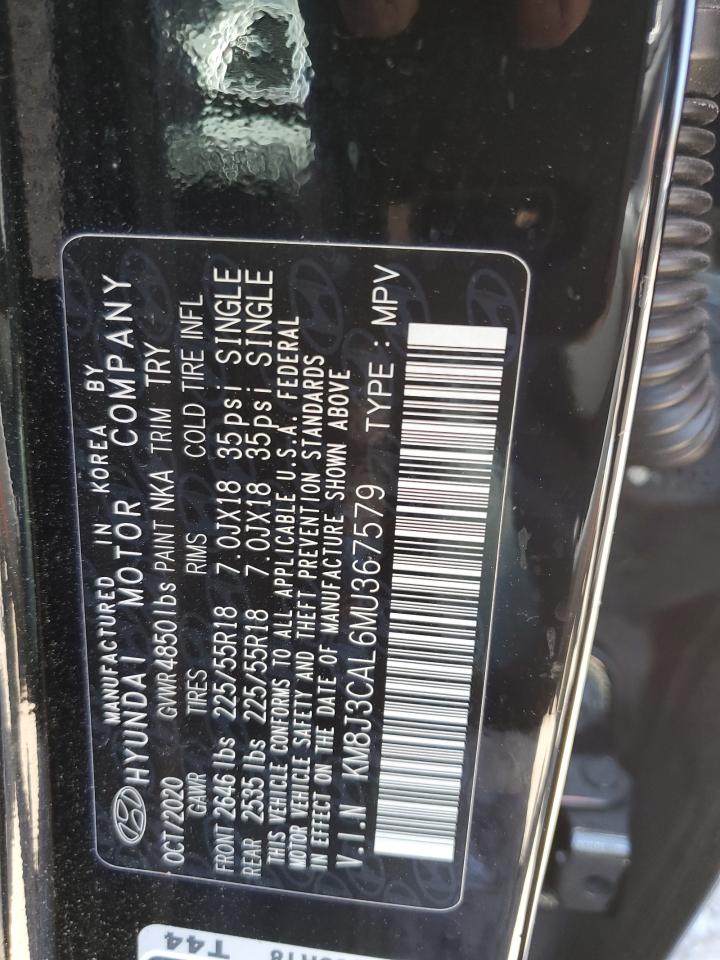 MANUFACTURED IN KOREA BY
HYUNDAI MOTOR COMPANY
OCT/2020 GVWR 4850 lbs PAINT NKA TRIM TRY
GAWR TIRES RIMS COLD TIRE INFL
FRONT 2646 lbs 225/55R18 7.0JX18 35psi SINGLE
REAR 2535 lbs 225/55R18 7.0JX18 35psi SINGLE
THIS VEHICLE CONFORMS TO ALL APPLICABLE U.S.A. FEDERAL
MOTOR VEHICLE SAFETY AND THEFT PREVENTION STANDARDS
IN EFFECT ON THE DATE OF MANUFACTURE SHOWN ABOVE
V.I.N KM8J3CAL6MU367579 TYPE : MPV
T44